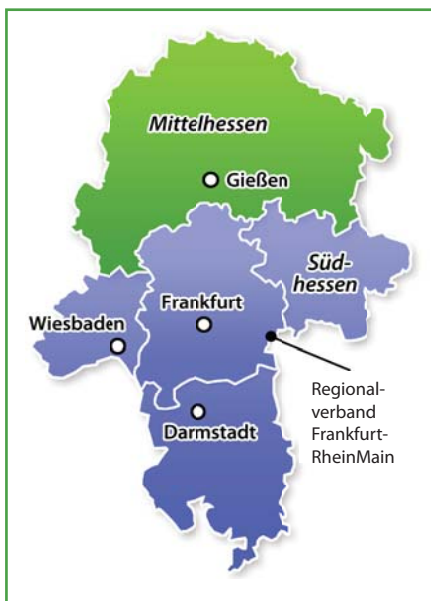 Mittelhessen
Gießen
Süd-
hessen
Frankfurt
Wiesbaden
Regional-
verband
Frankfurt-
RheinMain
Darmstadt